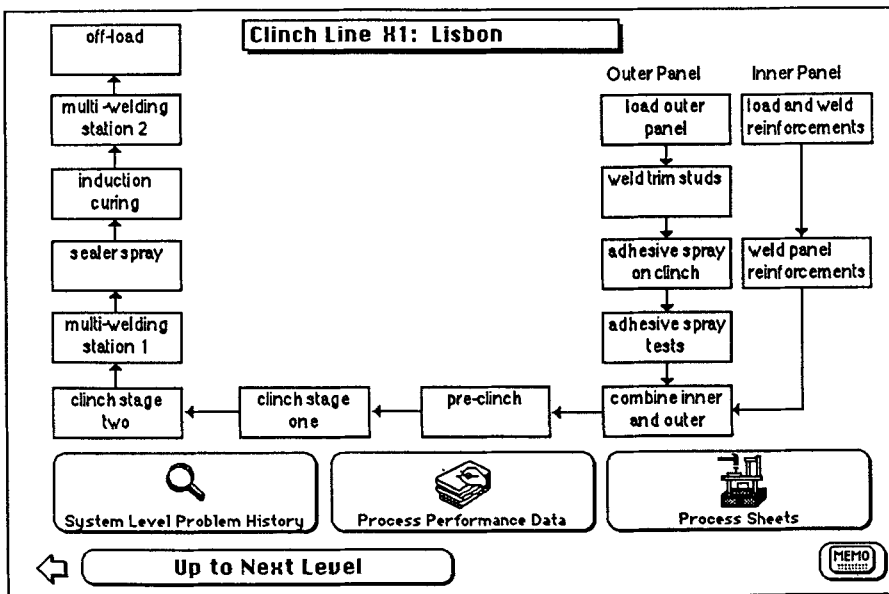 Clinch Line X1: Lisbon
off-load
multi-welding
station 2
induction
curing
sealer spray
multi-welding
station 1
clinch stage
two
clinch stage
one
pre-clinch
Outer Panel
load outer
panel
weld trim studs
adhesive spray
on clinch
adhesive spray
tests
combine inner
and outer
Inner Panel
load and weld
reinforcements
weld panel
reinforcements
System Level Problem History
Process Performance Data
Process Sheets
Up to Next Level
MEMO